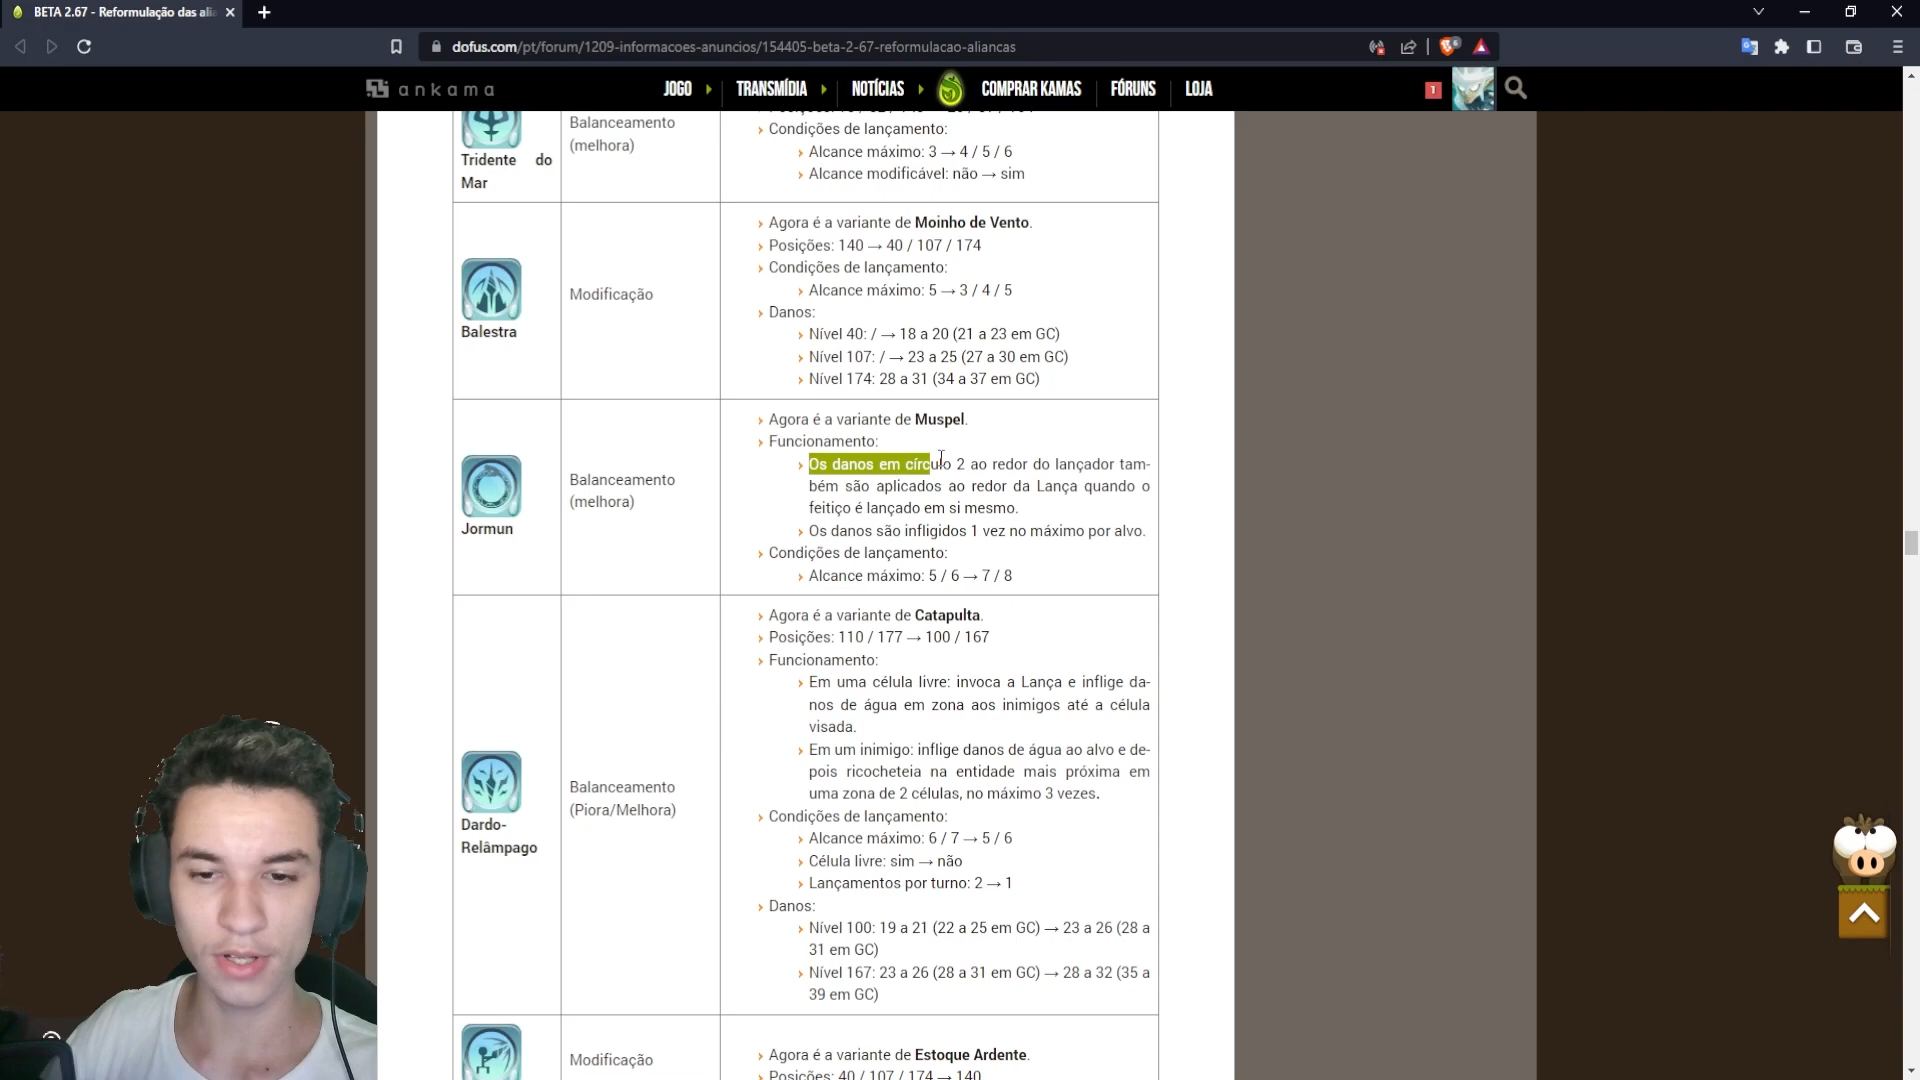 BETA 2.67 - Reformulação das alia
dofus.com/pt/forum/1209-informacoes-anuncios/154405-beta-2-67-reformulacao-aliancas
6
ankama
JOGO
TRANSMÍDIA
NOTÍCIAS
COMPRAR KAMAS
FÓRUNS
LOJA
1
Tridente do
Mar
Balanceamento
(melhora)
Condições de lançamento:
Alcance máximo: 3 → 4 / 5 / 6
Alcance modificável: não → sim
Balestra
Modificação
Agora é a variante de Moinho de Vento.
Posições: 140 → 40 / 107 / 174
Condições de lançamento:
Alcance máximo: 5 → 3 / 4 / 5
Danos:
Nível 40: / → 18 a 20 (21 a 23 em GC)
Nível 107: / → 23 a 25 (27 a 30 em GC)
Nível 174: 28 a 31 (34 a 37 em GC)
Jormun
Balanceamento
(melhora)
Agora é a variante de Muspel.
Funcionamento:
Os danos em círculo 2 ao redor do lançador tam-
bém são aplicados ao redor da Lança quando o
feitiço é lançado em si mesmo.
Os danos são infligidos 1 vez no máximo por alvo.
Condições de lançamento:
Alcance máximo: 5 / 6 → 7 / 8
Dardo-
Relâmpago
Balanceamento
(Piora/Melhora)
Agora é a variante de Catapulta.
Posições: 110 / 177 → 100 / 167
Funcionamento:
Em uma célula livre: invoca a Lança e inflige da-
nos de água em zona aos inimigos até a célula
visada.
Em um inimigo: inflige danos de água ao alvo e de-
pois ricocheteia na entidade mais próxima em
uma zona de 2 células, no máximo 3 vezes.
Condições de lançamento:
Alcance máximo: 6 / 7 → 5 / 6
Célula livre: sim → não
Lançamentos por turno: 2 → 1
Danos:
Nível 100: 19 a 21 (22 a 25 em GC) → 23 a 26 (28 a
31 em GC)
Nível 167: 23 a 26 (28 a 31 em GC) → 28 a 32 (35 a
39 em GC)
Modificação
Agora é a variante de Estoque Ardente.
Posições: 40 / 107 / 174 → 140